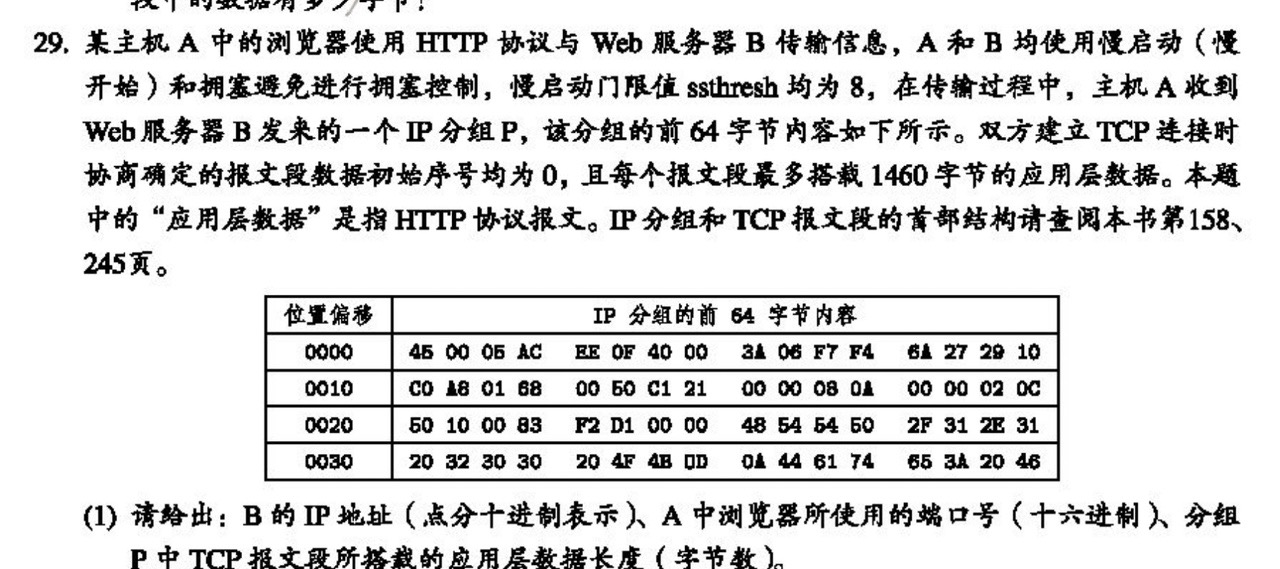 段中的数据有多少字节?
29. 某主机 A 中的浏览器使用 HTTP 协议与 Web 服务器 B 传输信息，A 和 B 均使用慢启动（慢
开始）和拥塞避免进行拥塞控制，慢启动门限值 ssthresh 均为 8，在传输过程中，主机 A 收到
Web 服务器 B 发来的一个 IP 分组 P，该分组的前 64 字节内容如下所示。双方建立 TCP 连接时
协商确定的报文段数据初始序号均为 0，且每个报文段最多搭载 1460 字节的应用层数据。本题
中的“应用层数据”是指 HTTP 协议报文。IP 分组和 TCP 报文段的首部结构请查阅本书第158、
245页。
位置偏移 IP 分组的前 64 字节内容
0000 45 00 05 AC EE 0F 40 00 3A 06 F7 F4 6A 27 29 10
0010 C0 A8 01 68 00 50 C1 21 00 00 08 0A 00 00 02 0C
0020 50 10 00 83 F2 D1 00 00 48 54 54 50 2F 31 2E 31
0030 20 32 30 30 20 4F 4B 0D 0A 44 61 74 65 3A 20 46
(1) 请给出：B 的 IP 地址（点分十进制表示）、A 中浏览器所使用的端口号（十六进制）、分组
P 中 TCP 报文段所搭载的应用层数据长度（字节数）。